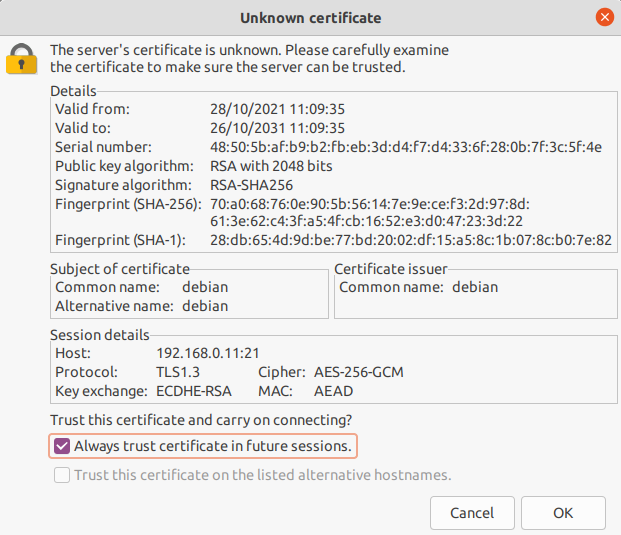 Unknown certificate
The server's certificate is unknown. Please carefully examine
the certificate to make sure the server can be trusted.
Details
Valid from: 28/10/2021 11:09:35
Valid to: 26/10/2031 11:09:35
Serial number: 48:50:5b:af:b9:b2:fb:eb:3d:d4:f7:d4:33:6f:28:0b:7f:3c:5f:4e
Public key algorithm: RSA with 2048 bits
Signature algorithm: RSA-SHA256
Fingerprint (SHA-256): 70:a0:68:76:0e:90:5b:56:14:7e:9e:ce:f3:2d:97:8d:
61:3e:62:c4:3f:a5:4f:cb:16:52:e3:d0:47:23:3d:22
Fingerprint (SHA-1): 28:db:65:4d:9d:be:77:bd:20:02:df:15:a5:8c:1b:07:8c:b0:7e:82
Subject of certificate
Common name: debian
Alternative name: debian
Certificate issuer
Common name: debian
Session details
Host: 192.168.0.11:21
Protocol: TLS1.3 Cipher: AES-256-GCM
Key exchange: ECDHE-RSA MAC: AEAD
Trust this certificate and carry on connecting?
Always trust certificate in future sessions.
Trust this certificate on the listed alternative hostnames.
Cancel OK